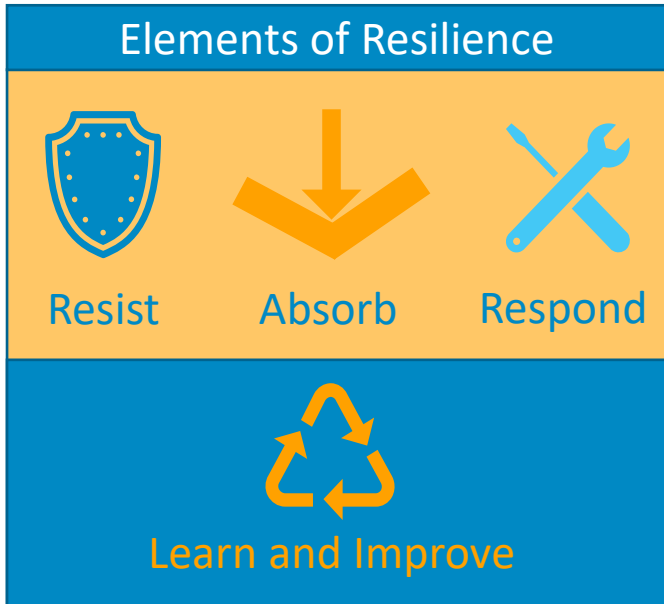 Elements of Resilience
Resist Absorb Respond
Learn and Improve